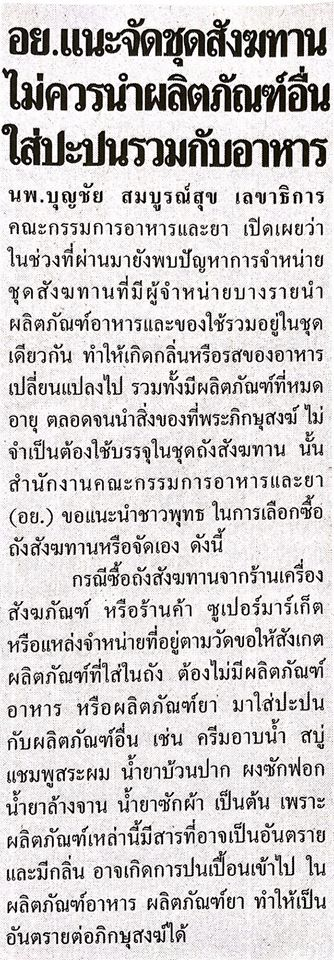 อย.แนะจัดชุดสังฆทาน
ไม่ควรนำผลิตภัณฑ์อื่น
ใส่ปะปนรวมกับอาหาร
นพ.บุญชัย สมบูรณ์สุข เลขาธิการ
คณะกรรมการอาหารและยา เปิดเผยว่า
ในช่วงที่ผ่านมายังพบปัญหาการจำหน่าย
ชุดสังฆทานที่มีผู้จำหน่ายบางรายนำ
ผลิตภัณฑ์อาหารและของใช้รวมอยู่ในชุด
เดียวกัน ทำให้เกิดกลิ่นหรือรสของอาหาร
เปลี่ยนแปลงไป รวมทั้งมีผลิตภัณฑ์ที่หมด
อายุ ตลอดจนนำสิ่งของที่พระภิกษุสงฆ์ ไม่
จำเป็นต้องใช้บรรจุในชุดถังสังฆทาน นั้น
สำนักงานคณะกรรมการอาหารและยา
(อย.) ขอแนะนำชาวพุทธ ในการเลือกซื้อ
ถังสังฆทานหรือจัดเอง ดังนี้
กรณีซื้อถังสังฆทานจากร้านเครื่อง
สังฆภัณฑ์ หรือร้านค้า ซูเปอร์มาร์เก็ต
หรือแหล่งจำหน่ายที่อยู่ตามวัดขอให้สังเกต
ผลิตภัณฑ์ที่ใส่ในถัง ต้องไม่มีผลิตภัณฑ์
อาหาร หรือผลิตภัณฑ์ยา มาใส่ปะปน
กับผลิตภัณฑ์อื่น เช่น ครีมอาบน้ำ สบู่
แชมพูสระผม น้ำยาบ้วนปาก ผงซักฟอก
น้ำยาล้างจาน น้ำยาซักผ้า เป็นต้น เพราะ
ผลิตภัณฑ์เหล่านี้มีสารที่อาจเป็นอันตราย
และมีกลิ่น อาจเกิดการปนเปื้อนเข้าไป ใน
ผลิตภัณฑ์อาหาร ผลิตภัณฑ์ยา ทำให้เป็น
อันตรายต่อภิกษุสงฆ์ได้